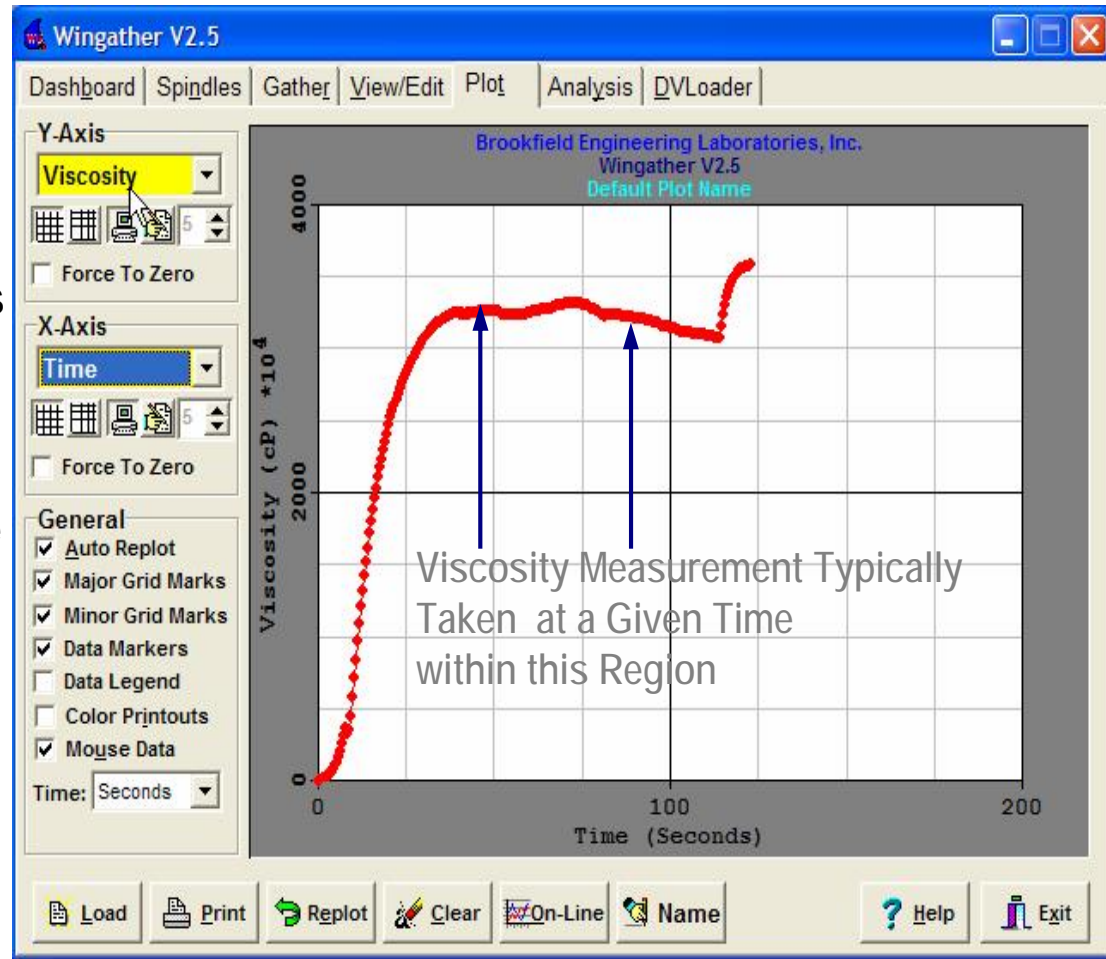 Wingather V2.5
Dashboard Spindles Gather View/Edit Plot Analysis DVLoader
Y-Axis
Viscosity
5
Force To Zero
X-Axis
Time
5
Force To Zero
General
Auto Replot
Major Grid Marks
Minor Grid Marks
Data Markers
Data Legend
Color Printouts
Mouse Data
Time: Seconds
Brookfield Engineering Laboratories, Inc.
Wingather V2.5
Default Plot Name
4000
2000
0
Viscosity (cP) *10^4
Viscosity Measurement Typically
Taken at a Given Time
within this Region
0 100 200
Time (Seconds)
Load Print Replot Clear On-Line Name ? Help Exit